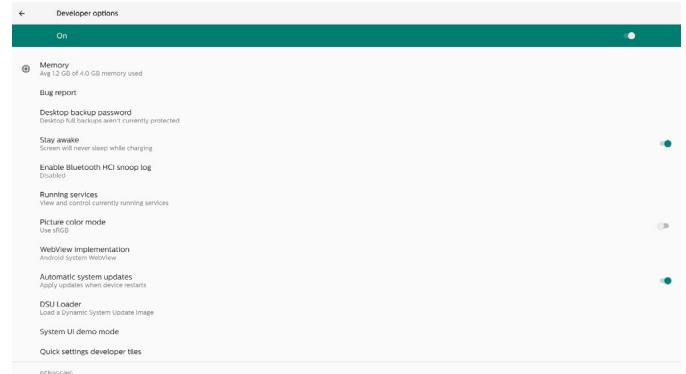 Developer options
On
Memory
Avg 1.2 GB of 4.0 GB memory used
Bug report
Desktop backup password
Desktop full backups aren't currently protected
Stay awake
Screen will never sleep while charging
Enable Bluetooth HCI snoop log
Disabled
Running services
View and control currently running services
Picture color mode
Use sRGB
WebView implementation
Android System WebView
Automatic system updates
Apply updates when device restarts
DSU Loader
Load a Dynamic System Update Image
System UI demo mode
Quick settings developer tiles
DEBUGGING